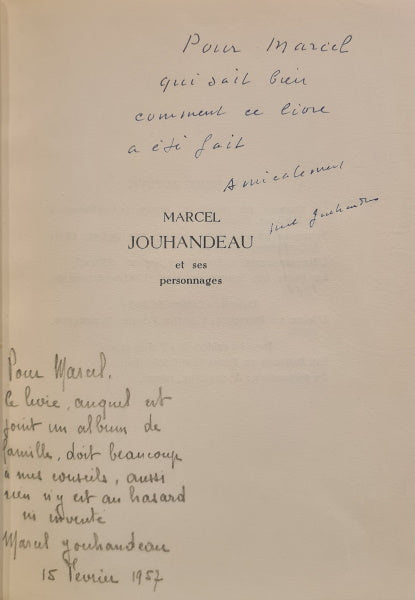 Pour Marcel
qui sait bien
comment ce livre
a été fait
Amicalement
Jouhandeau
MARCEL
JOUHANDEAU
et ses
personnages
Pour Marcel.
Ce livre, auquel est
joint un album de
famille, doit beaucoup
à mes conseils, aussi
rien n'y est au hasard
ni inventé
Marcel Jouhandeau
15 Février 1957